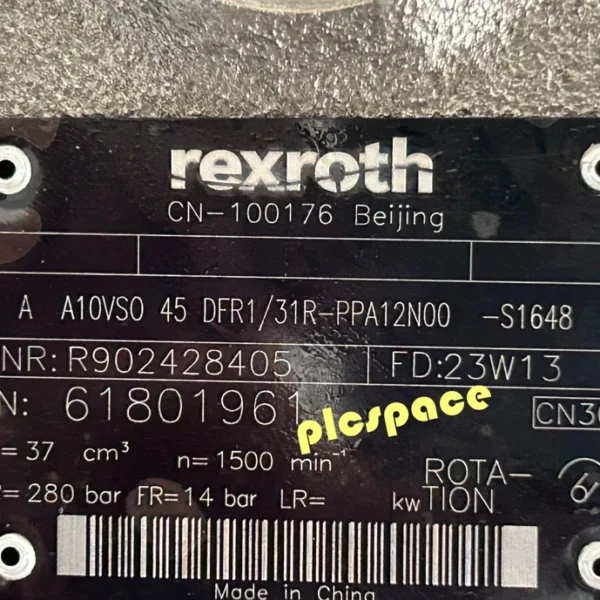 rexroth
CN-100176 Beijing
A A10VSO 45 DFR1/31R-PPA12N00 -S1648
NR: R902428405 FD: 23W13
N: 61801961 CN3
plcspace
= 37 cm³ n= 1500 min⁻¹
= 280 bar FR= 14 bar LR= kw
ROTA-
TION
Made in China